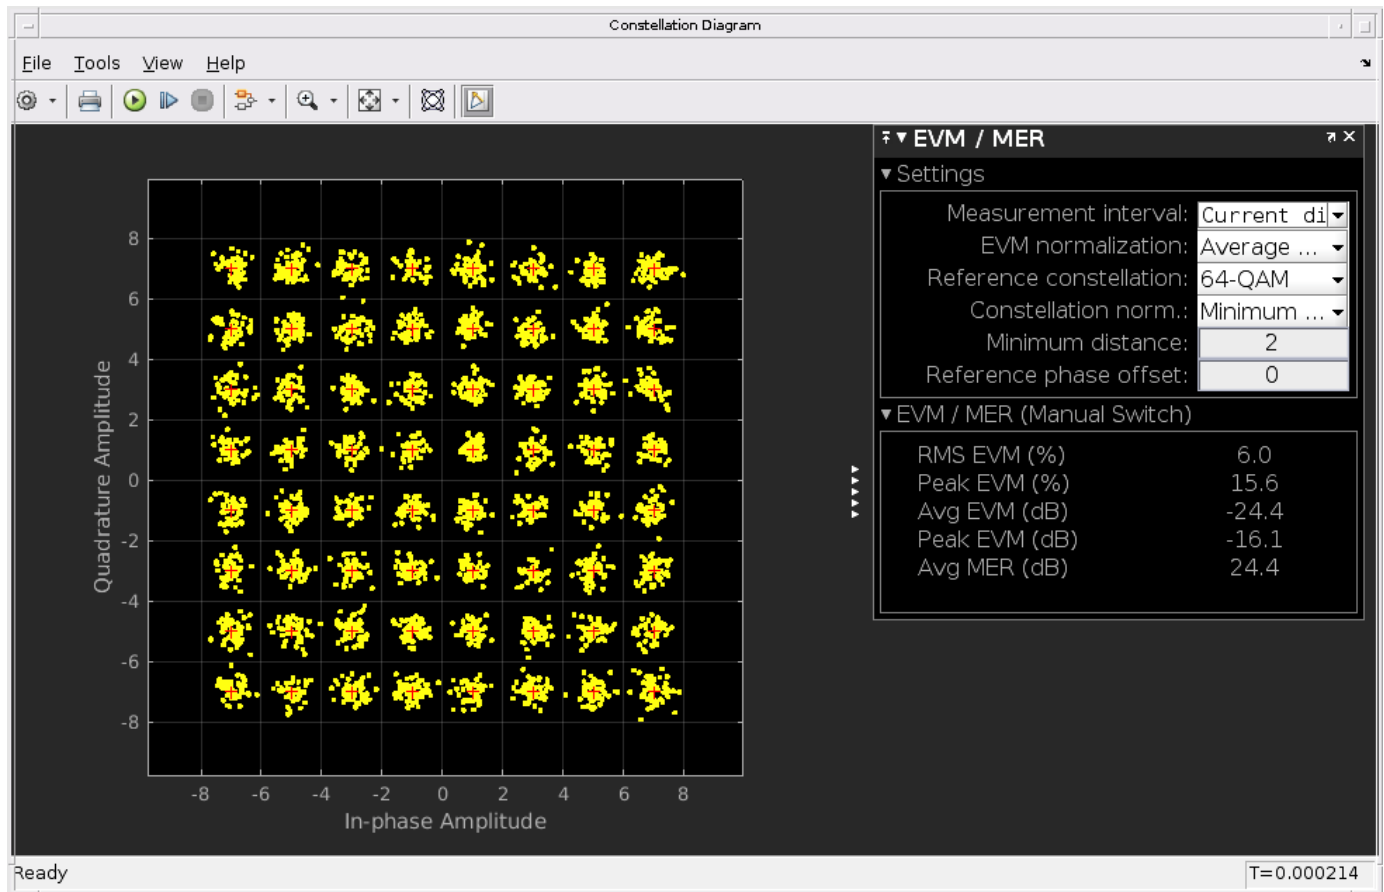 Constellation Diagram
File Tools View Help
EVM / MER
Settings
Measurement interval: Current di
EVM normalization: Average ...
Reference constellation: 64-QAM
Constellation norm.: Minimum ...
Minimum distance: 2
Reference phase offset: 0
EVM / MER (Manual Switch)
RMS EVM (%) 6.0
Peak EVM (%) 15.6
Avg EVM (dB) -24.4
Peak EVM (dB) -16.1
Avg MER (dB) 24.4
Quadrature Amplitude
8
6
4
2
0
-2
-4
-6
-8
-8 -6 -4 -2 0 2 4 6 8
In-phase Amplitude
Ready T=0.000214